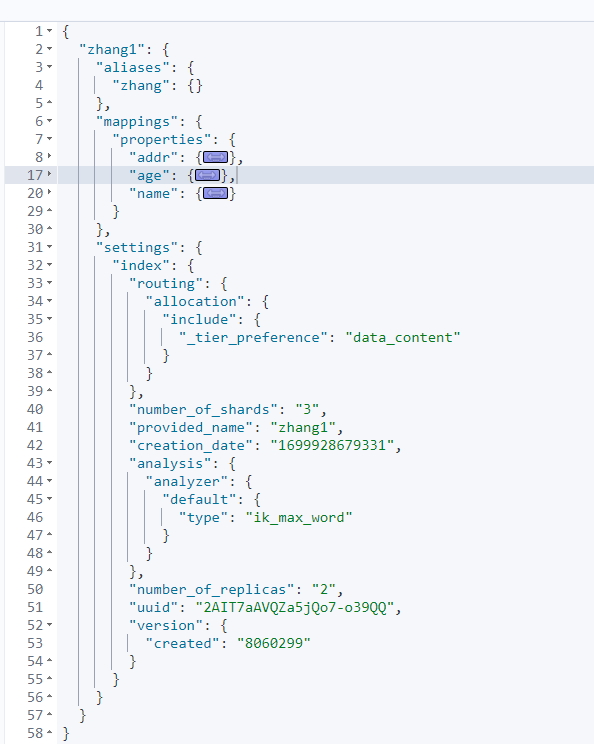 1 {
2 "zhang1": {
3 "aliases": {
4 "zhang": {}
5 },
6 "mappings": {
7 "properties": {
8 "addr": {},
17 "age": {},
20 "name": {}
29 }
30 },
31 "settings": {
32 "index": {
33 "routing": {
34 "allocation": {
35 "include": {
36 "_tier_preference": "data_content"
37 }
38 }
39 },
40 "number_of_shards": "3",
41 "provided_name": "zhang1",
42 "creation_date": "1699928679331",
43 "analysis": {
44 "analyzer": {
45 "default": {
46 "type": "ik_max_word"
47 }
48 }
49 },
50 "number_of_replicas": "2",
51 "uuid": "2AIT7aAVQZa5jQo7-o39QQ",
52 "version": {
53 "created": "8060299"
54 }
55 }
56 }
57 }
58 }